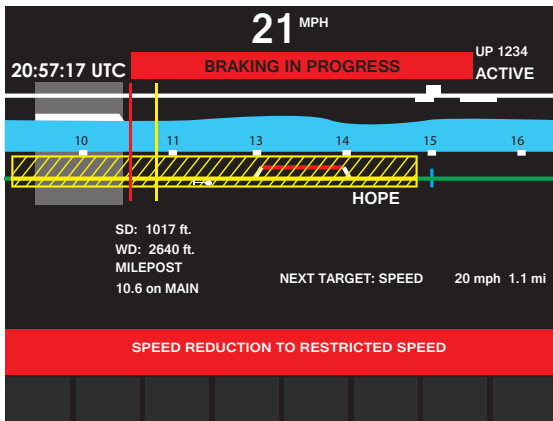 21 MPH
20:57:17 UTC
BRAKING IN PROGRESS
UP 1234
ACTIVE
10 11 13 14 15 16
HOPE
SD: 1017 ft.
WD: 2640 ft.
MILEPOST
10.6 on MAIN
NEXT TARGET: SPEED 20 mph 1.1 mi
SPEED REDUCTION TO RESTRICTED SPEED